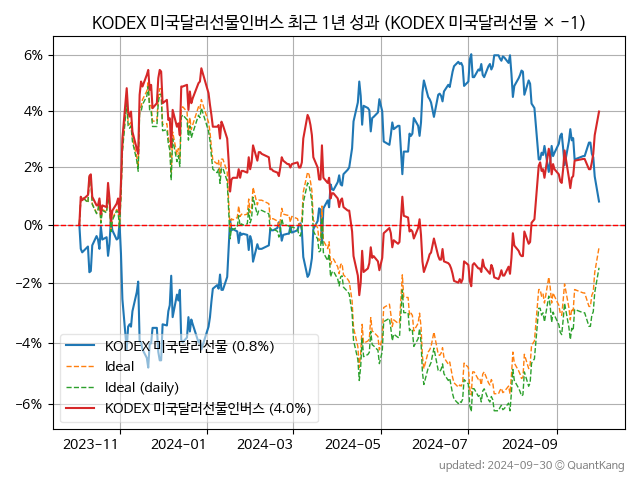 KODEX 미국달러선물인버스 최근 1년 성과 (KODEX 미국달러선물 × -1)
6%
4%
2%
0%
−2%
−4%
−6%
KODEX 미국달러선물 (0.8%)
Ideal
Ideal (daily)
KODEX 미국달러선물인버스 (4.0%)
2023-11 2024-01 2024-03 2024-05 2024-07 2024-09
updated: 2024-09-30 © QuantKang